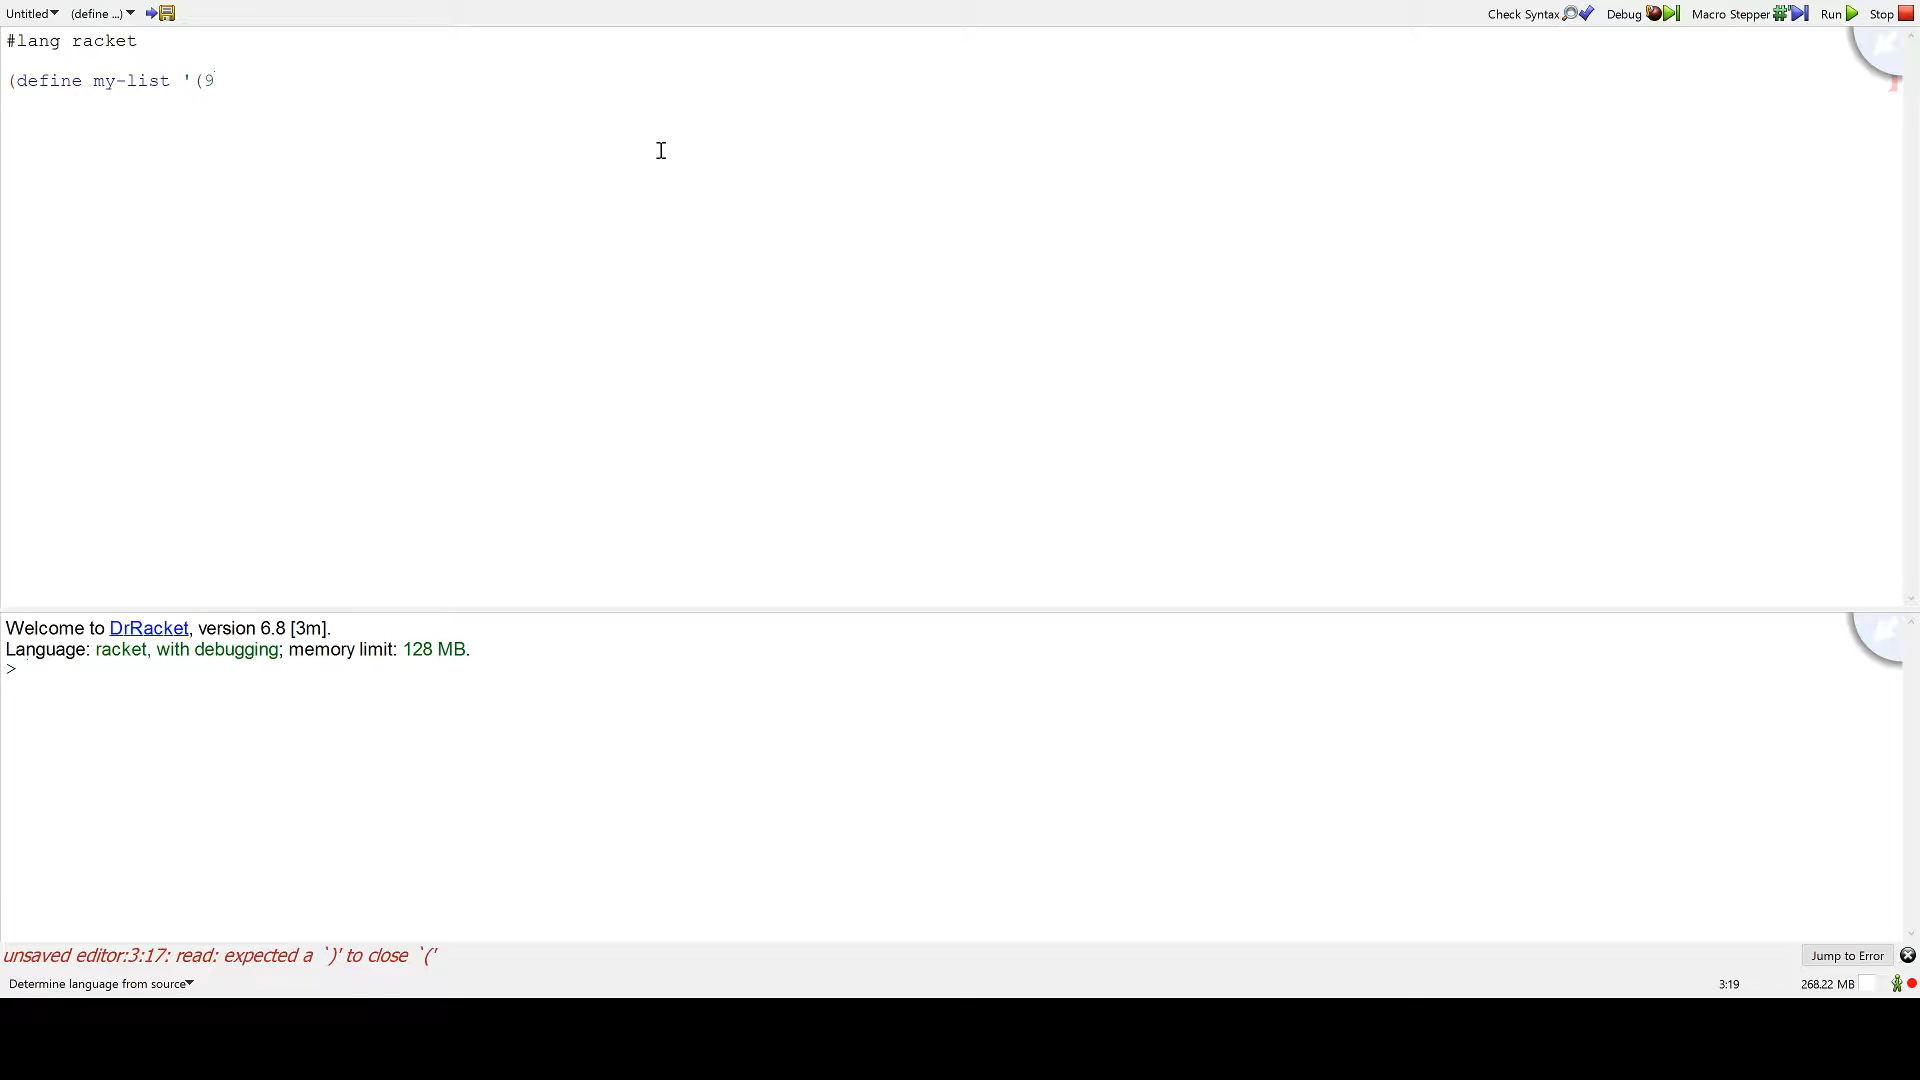 Untitled (define ...) Check Syntax Debug Macro Stepper Run Stop
#lang racket
(define my-list '(9
Welcome to DrRacket, version 6.8 [3m].
Language: racket, with debugging; memory limit: 128 MB.
>
unsaved editor:3:17: read: expected a `)' to close `(' Jump to Error
Determine language from source 3:19 268.22 MB